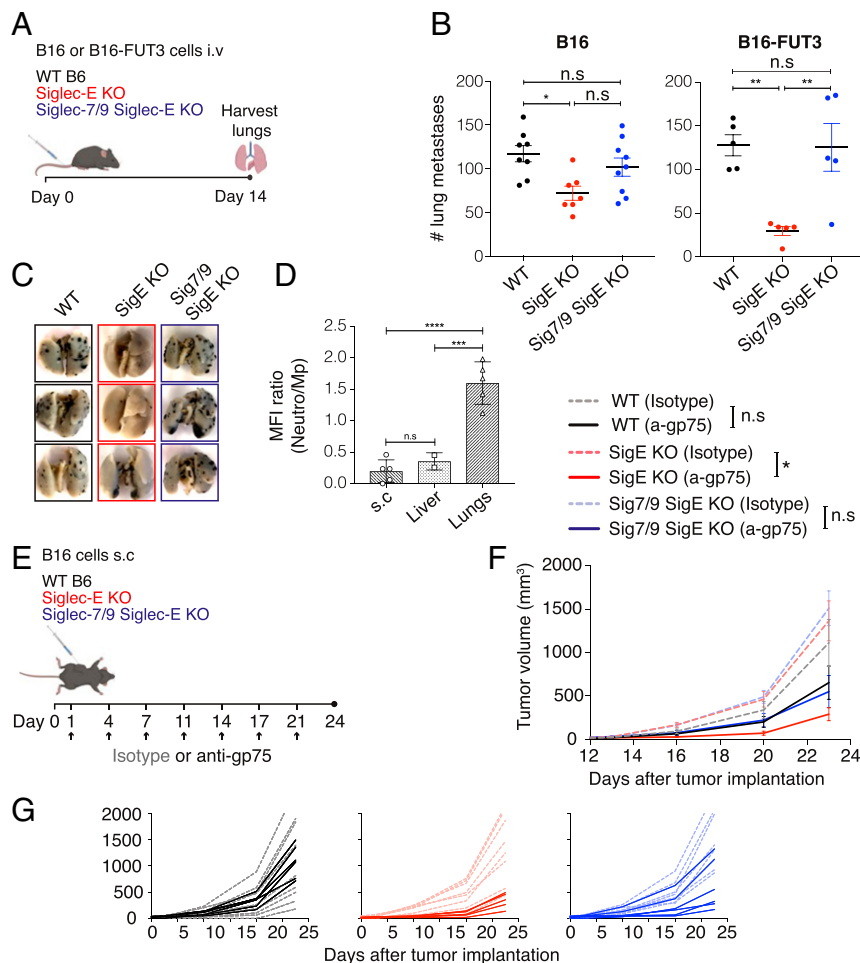 A
B16 or B16-FUT3 cells i.v
WT B6
Siglec-E KO
Siglec-7/9 Siglec-E KO
Harvest
lungs
Day 0
Day 14
B
B16
n.s
*
n.s
# lung metastases
200
150
100
50
0
WT
SigE KO
Sig7/9 SigE KO
B16-FUT3
n.s
**
**
200
150
100
50
0
WT
SigE KO
Sig7/9 SigE KO
C
WT
SigE KO
Sig7/9
SigE KO
D
MFI ratio
(Neutro/Mp)
2.5
2.0
1.5
1.0
0.5
0.0
****
***
n.s
s.c
Liver
Lungs
WT (Isotype)
WT (a-gp75)
n.s
SigE KO (Isotype)
SigE KO (a-gp75)
*
Sig7/9 SigE KO (Isotype)
Sig7/9 SigE KO (a-gp75)
n.s
E
B16 cells s.c
WT B6
Siglec-E KO
Siglec-7/9 Siglec-E KO
Day 0 1 4 7 11 14 17 21 24
Isotype or anti-gp75
F
Tumor volume (mm³)
2000
1500
1000
500
0
12 14 16 18 20 22 24
Days after tumor implantation
G
2000
1500
1000
500
0
0 5 10 15 20 25
0 5 10 15 20 25
0 5 10 15 20 25
Days after tumor implantation